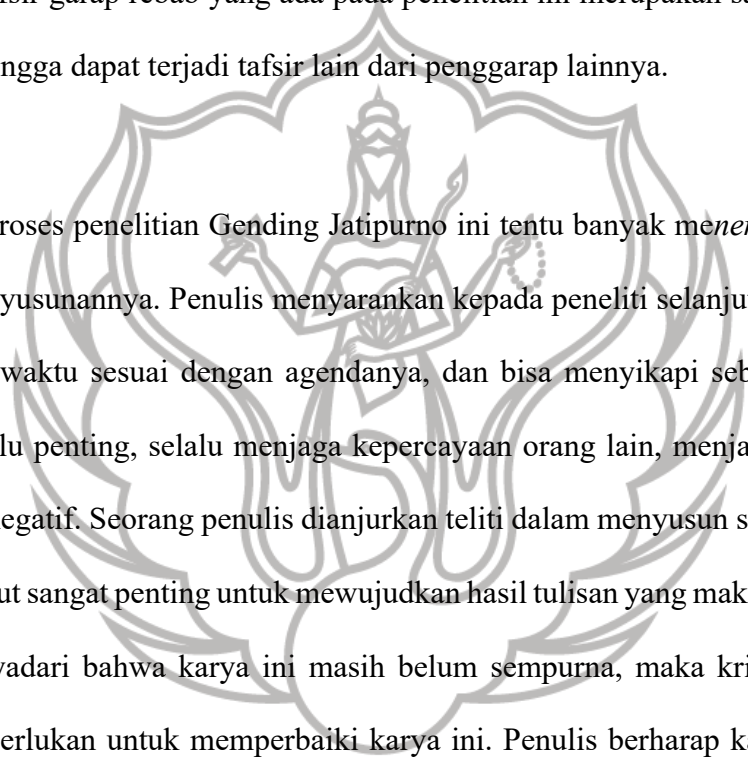 garap rebab yang ada pada penelitian ini merupakan
ngga dapat terjadi tafsir lain dari penggarap lainnya.
roses penelitian Gending Jatipurno ini tentu banyak mener
yusunannya. Penulis menyarankan kepada peneliti selanju
waktu sesuai dengan agendanya, dan bisa menyikapi seb
lu penting, selalu menjaga kepercayaan orang lain, menja
egatif. Seorang penulis dianjurkan teliti dalam menyusun s
ut sangat penting untuk mewujudkan hasil tulisan yang mak
yadari bahwa karya ini masih belum sempurna, maka kri
erlukan untuk memperbaiki karya ini. Penulis berharap ka